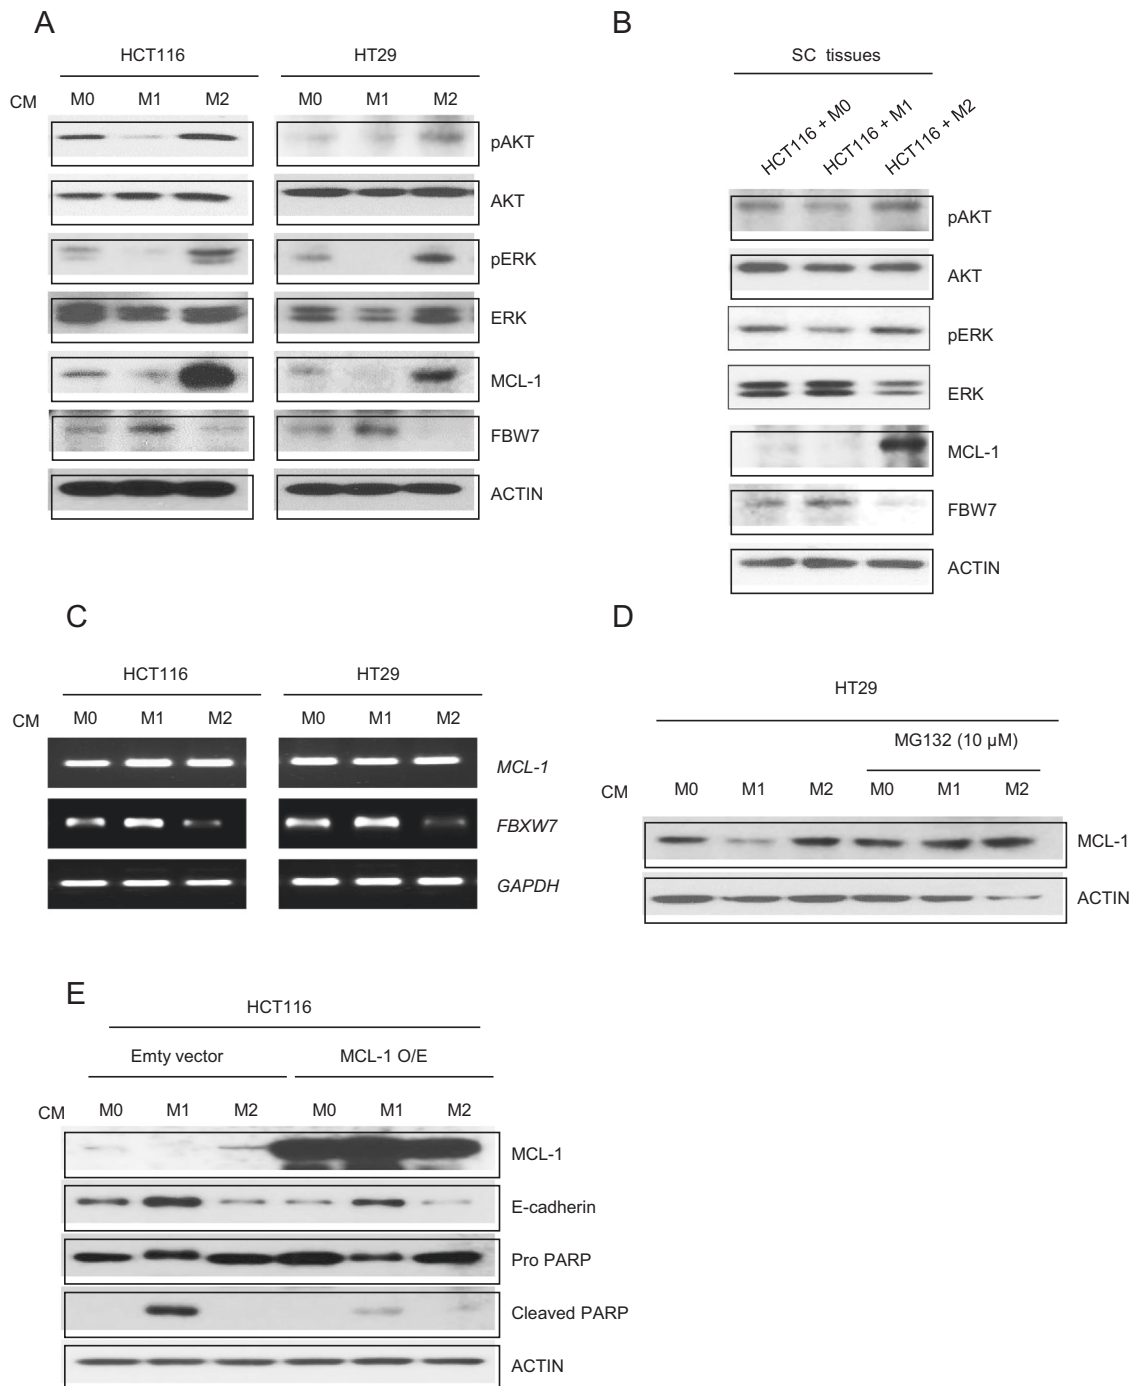 A
HCT116
HT29
CM
M0
M1
M2
M0
M1
M2
pAKT
AKT
pERK
ERK
MCL-1
FBW7
ACTIN
B
SC tissues
HCT116 + M0
HCT116 + M1
HCT116 + M2
pAKT
AKT
pERK
ERK
MCL-1
FBW7
ACTIN
C
HCT116
HT29
CM
M0
M1
M2
M0
M1
M2
MCL-1
FBXW7
GAPDH
D
HT29
MG132 (10 μM)
CM
M0
M1
M2
M0
M1
M2
MCL-1
ACTIN
E
HCT116
Emty vector
MCL-1 O/E
CM
M0
M1
M2
M0
M1
M2
MCL-1
E-cadherin
Pro PARP
Cleaved PARP
ACTIN